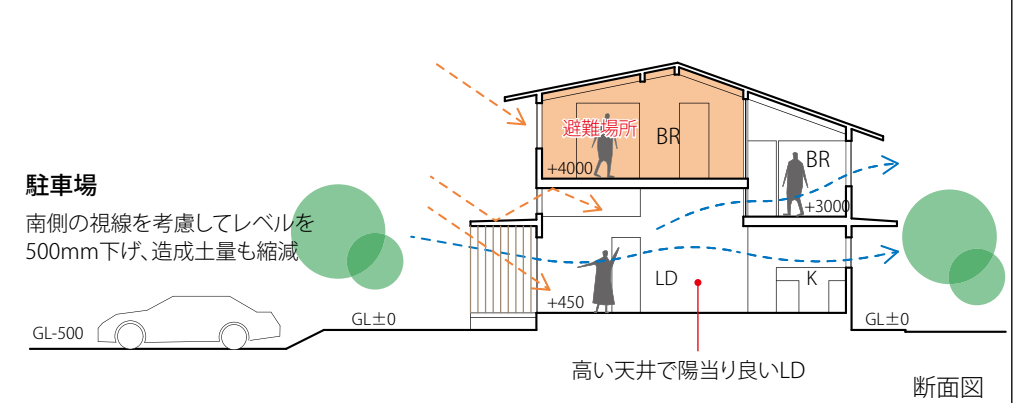 避難場所
BR
+4000
BR
+3000
駐車場
南側の視線を考慮してレベルを
500mm下げ、造成土量も縮減
LD
K
+450
GL-500
GL±0
GL±0
高い天井で陽当り良いLD
断面図